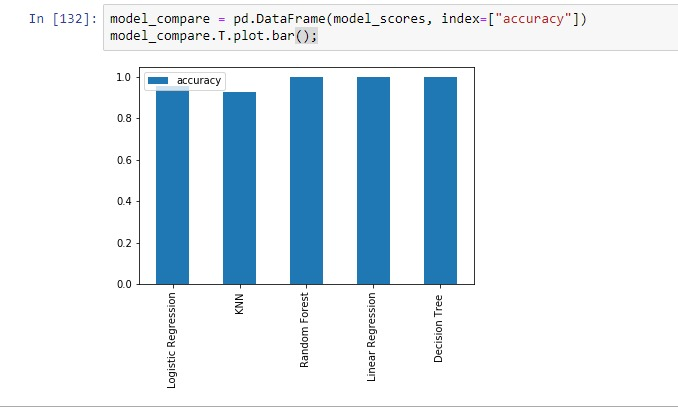 In [132]:
model_compare = pd.DataFrame(model_scores, index=["accuracy"])
model_compare.T.plot.bar();
accuracy
1.0
0.8
0.6
0.4
0.2
0.0
Logistic Regression
KNN
Random Forest
Linear Regression
Decision Tree